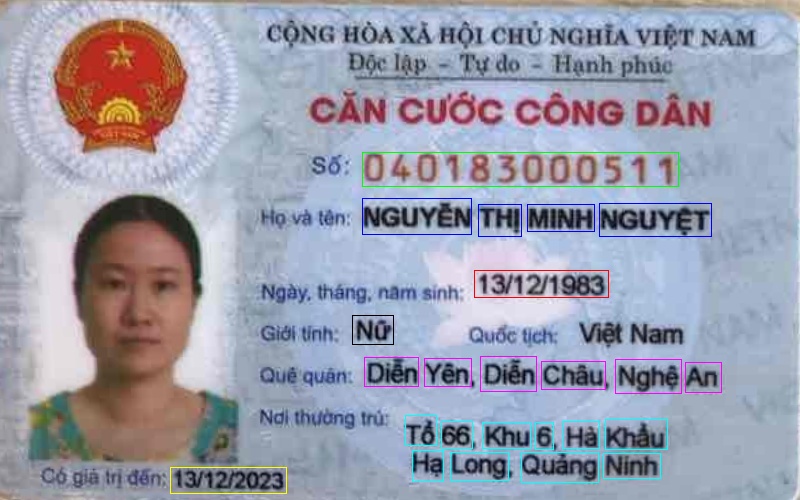 CỘNG HÒA XÃ HỘI CHỦ NGHĨA VIỆT NAM
Độc lập - Tự do - Hạnh phúc
CĂN CƯỚC CÔNG DÂN
Số: 040183000511
Họ và tên: NGUYỄN THỊ MINH NGUYỆT
Ngày, tháng, năm sinh: 13/12/1983
Giới tính: Nữ Quốc tịch: Việt Nam
Quê quán: Diễn Yên, Diễn Châu, Nghệ An
Nơi thường trú: Tổ 66, Khu 6, Hà Khẩu
Hạ Long, Quảng Ninh
Có giá trị đến: 13/12/2023